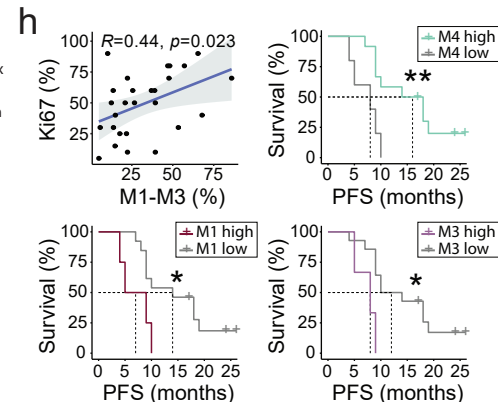 h
x
R=0.44, p=0.023
100
75
50
25
Ki67 (%)
25 50 75
M1-M3 (%)
M4 high
M4 low
**
100
75
50
25
0
Survival (%)
0 5 10 15 20 25
PFS (months)
M1 high
M1 low
*
100
75
50
25
0
Survival (%)
0 5 10 15 20 25
PFS (months)
M3 high
M3 low
*
100
75
50
25
0
Survival (%)
0 5 10 15 20 25
PFS (months)